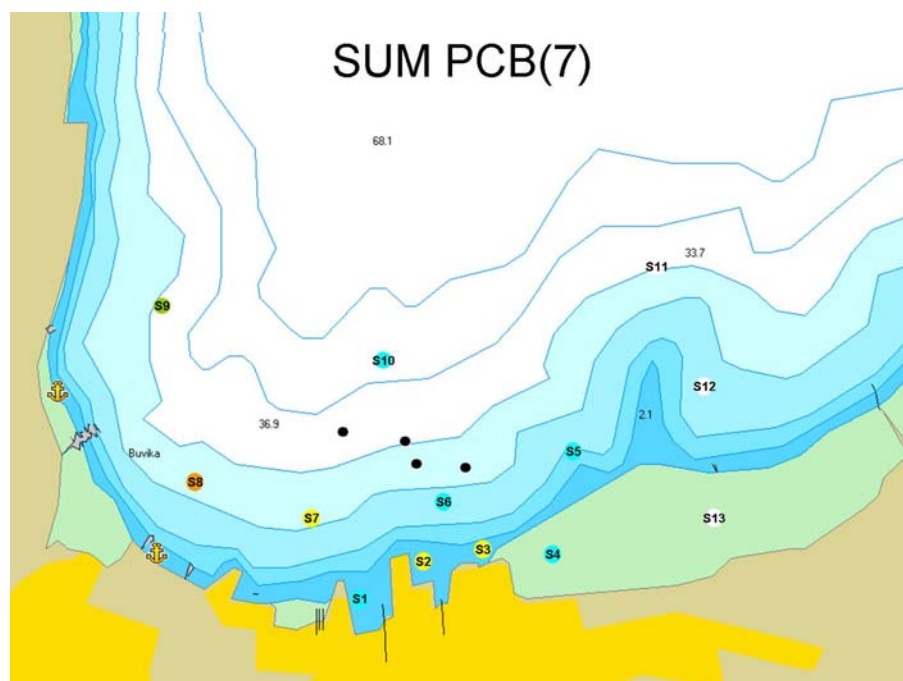 SUM PCB(7)
68.1
S11
33.7
S9
S10
S12
36.9
2.1
Buvika
S5
S8
S6
S7
S13
S3
S2
S4
S1